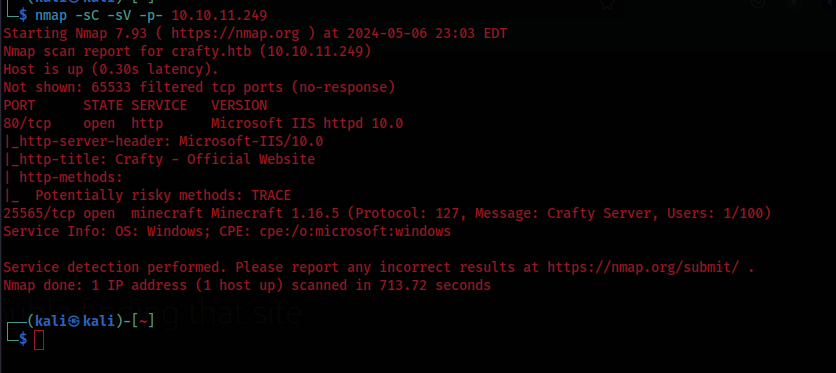 (kali㉿kali)-[~]
$ nmap -sC -sV -p- 10.10.11.249
Starting Nmap 7.93 ( https://nmap.org ) at 2024-05-06 23:03 EDT
Nmap scan report for crafty.htb (10.10.11.249)
Host is up (0.30s latency).
Not shown: 65533 filtered tcp ports (no-response)
PORT      STATE SERVICE   VERSION
80/tcp    open  http      Microsoft IIS httpd 10.0
|_http-server-header: Microsoft-IIS/10.0
|_http-title: Crafty - Official Website
| http-methods:
|_  Potentially risky methods: TRACE
25565/tcp open  minecraft Minecraft 1.16.5 (Protocol: 127, Message: Crafty Server, Users: 1/100)
Service Info: OS: Windows; CPE: cpe:/o:microsoft:windows

Service detection performed. Please report any incorrect results at https://nmap.org/submit/ .
Nmap done: 1 IP address (1 host up) scanned in 713.72 seconds
that site
(kali㉿kali)-[~]
$